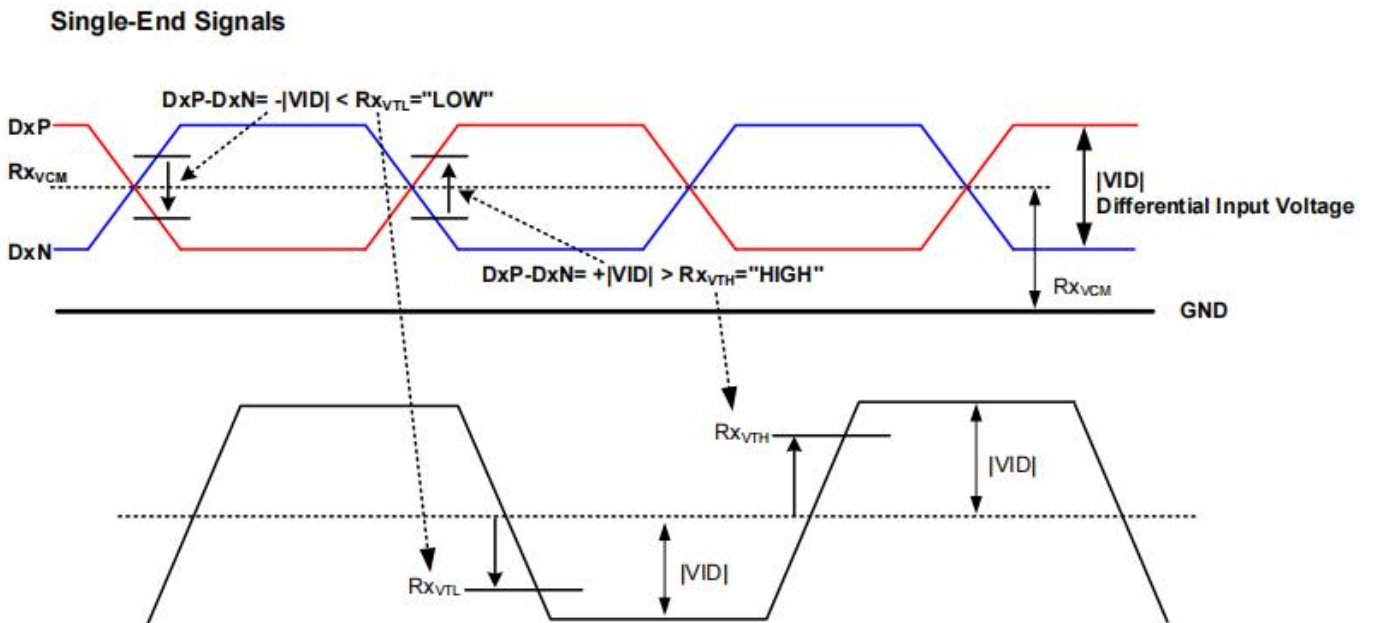 Single-End Signals
DxP-DxN= -|VID| < RxVTL="LOW"
DxP
RxVCM
|VID|
Differential Input Voltage
DxN
DxP-DxN= +|VID| > RxVTH="HIGH"
RxVCM
GND
RxVTH
|VID|
|VID|
RxVTL